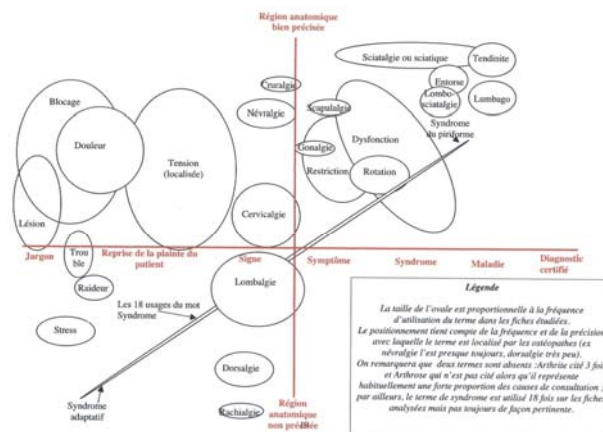 Région anatomique
bien précisée
Sciatalgie ou sciatique
Tendinite
Cruralgie
Entorse
Blocage
Scapulalgie
Lombo-
sciatalgie
Lumbago
Névralgie
Syndrome
du piriforme
Douleur
Dysfonction
Gonalgie
Tension
(localisée)
Restriction
Rotation
Lésion
Cervicalgie
Jargon
Trou
ble
Reprise de la plainte du
patient
Signe
Symptôme
Syndrome
Maladie
Diagnostic
certifié
Raideur
Lombalgie
Les 18 usages du mot
Syndrome
Stress
Dorsalgie
Syndrome
adaptatif
Rachialgie
Région
anatomique
non précisée
Légende
La taille de l'ovale est proportionnelle à la fréquence
d'utilisation du terme dans les fiches étudiées.
Le positionnement tient compte de la fréquence et de la précision
avec laquelle le terme est localisé par les ostéopathes (ex
névralgie l'est presque toujours, dorsalgie très peu).
On remarquera que deux termes sont absents :Arthrite cité 3 fois
et Arthrose qui n'est pas cité alors qu'il représente
habituellement une forte proportion des causes de consultation ;
par ailleurs, le terme de syndrome est utilisé 18 fois sur les fiches
analysées mais pas toujours de façon pertinente.